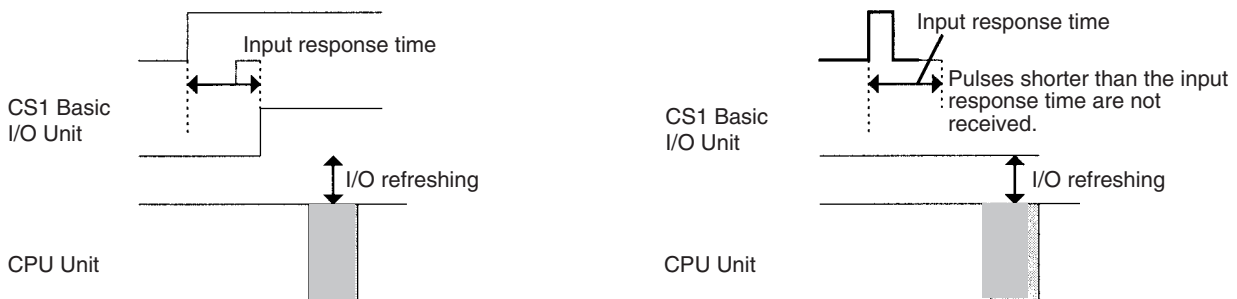 Input response time
CS1 Basic
I/O Unit
I/O refreshing
CPU Unit
Input response time
Pulses shorter than the input
response time are not
received.
CS1 Basic
I/O Unit
I/O refreshing
CPU Unit